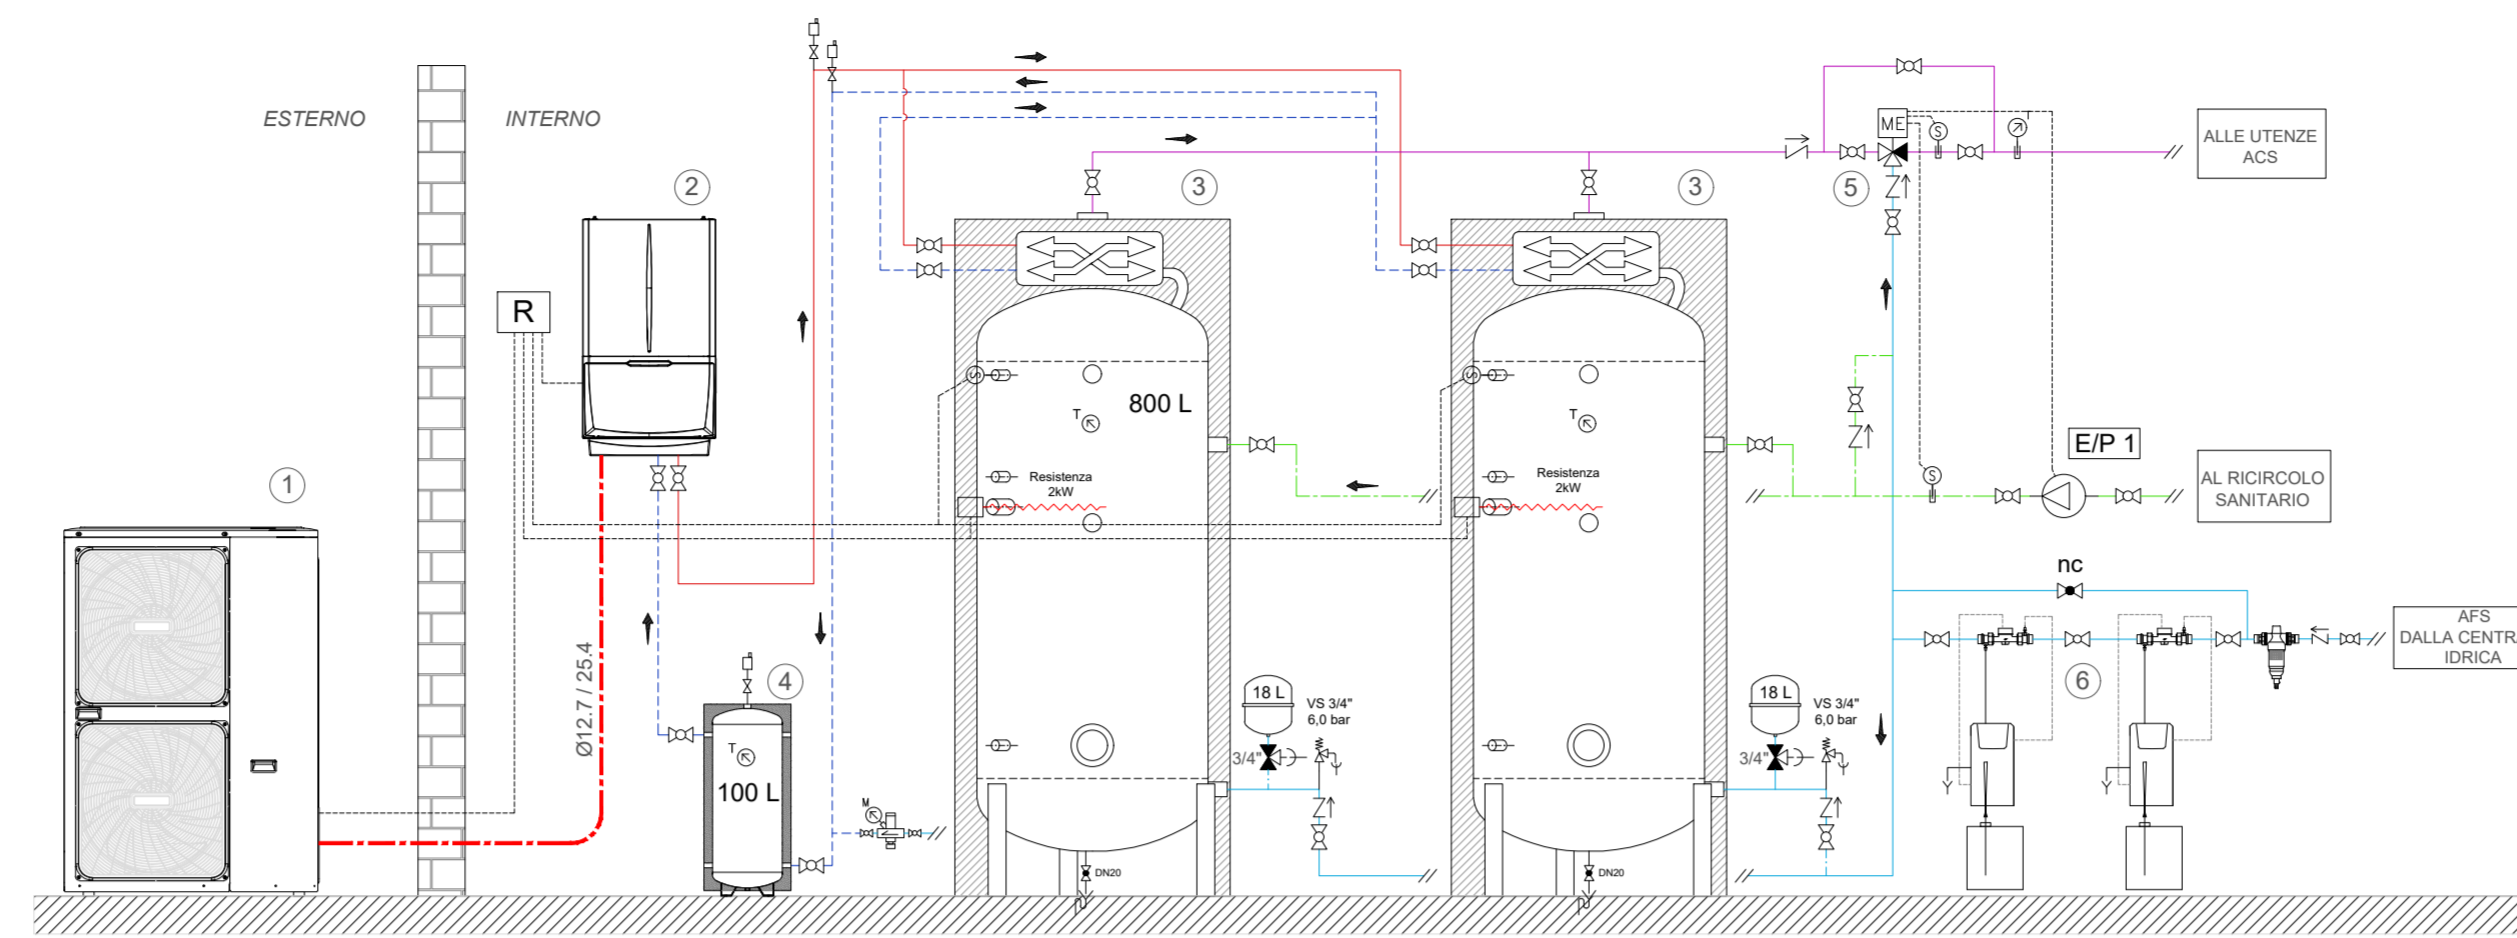 ESTERNO
INTERNO
1
2
3
3
4
5
6
R
ME
S
T
ALLE UTENZE
ACS
S
S
T
800 L
T
Resistenza
2kW
Resistenza
2kW
S
E/P 1
AL RICIRCOLO
SANITARIO
nc
AFS
DALLA CENTR
IDRICA
Ø12.7 / 25.4
T
100 L
M
18 L
VS 3/4"
6,0 bar
3/4"
18 L
VS 3/4"
6,0 bar
3/4"
DN20
DN20